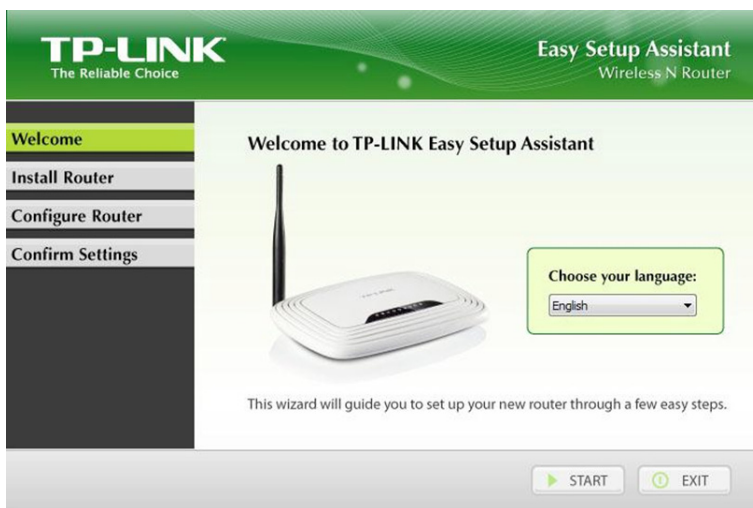 TP-LINK
The Reliable Choice
Easy Setup Assistant
Wireless N Router
Welcome
Install Router
Configure Router
Confirm Settings
Welcome to TP-LINK Easy Setup Assistant
TP-LINK
Choose your language:
English
This wizard will guide you to set up your new router through a few easy steps.
START
EXIT